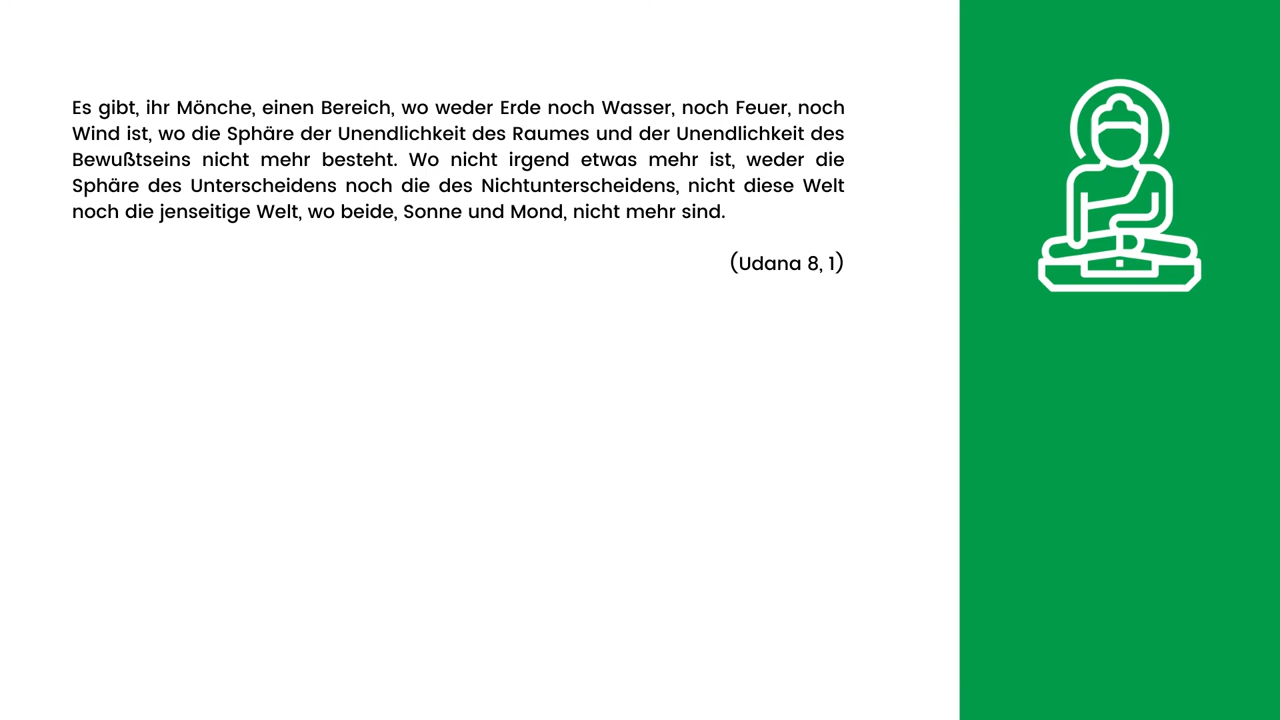 Es gibt, ihr Mönche, einen Bereich, wo weder Erde noch Wasser, noch Feuer, noch
Wind ist, wo die Sphäre der Unendlichkeit des Raumes und der Unendlichkeit des
Bewußtseins nicht mehr besteht. Wo nicht irgend etwas mehr ist, weder die
Sphäre des Unterscheidens noch die des Nichtunterscheidens, nicht diese Welt
noch die jenseitige Welt, wo beide, Sonne und Mond, nicht mehr sind.
(Udana 8, 1)